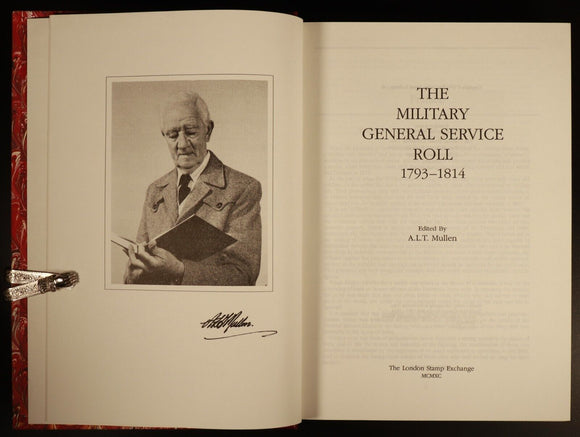 THE
MILITARY
GENERAL SERVICE
ROLL
1793–1814
Edited By
A.L.T. Mullen
The London Stamp Exchange
MCMXC